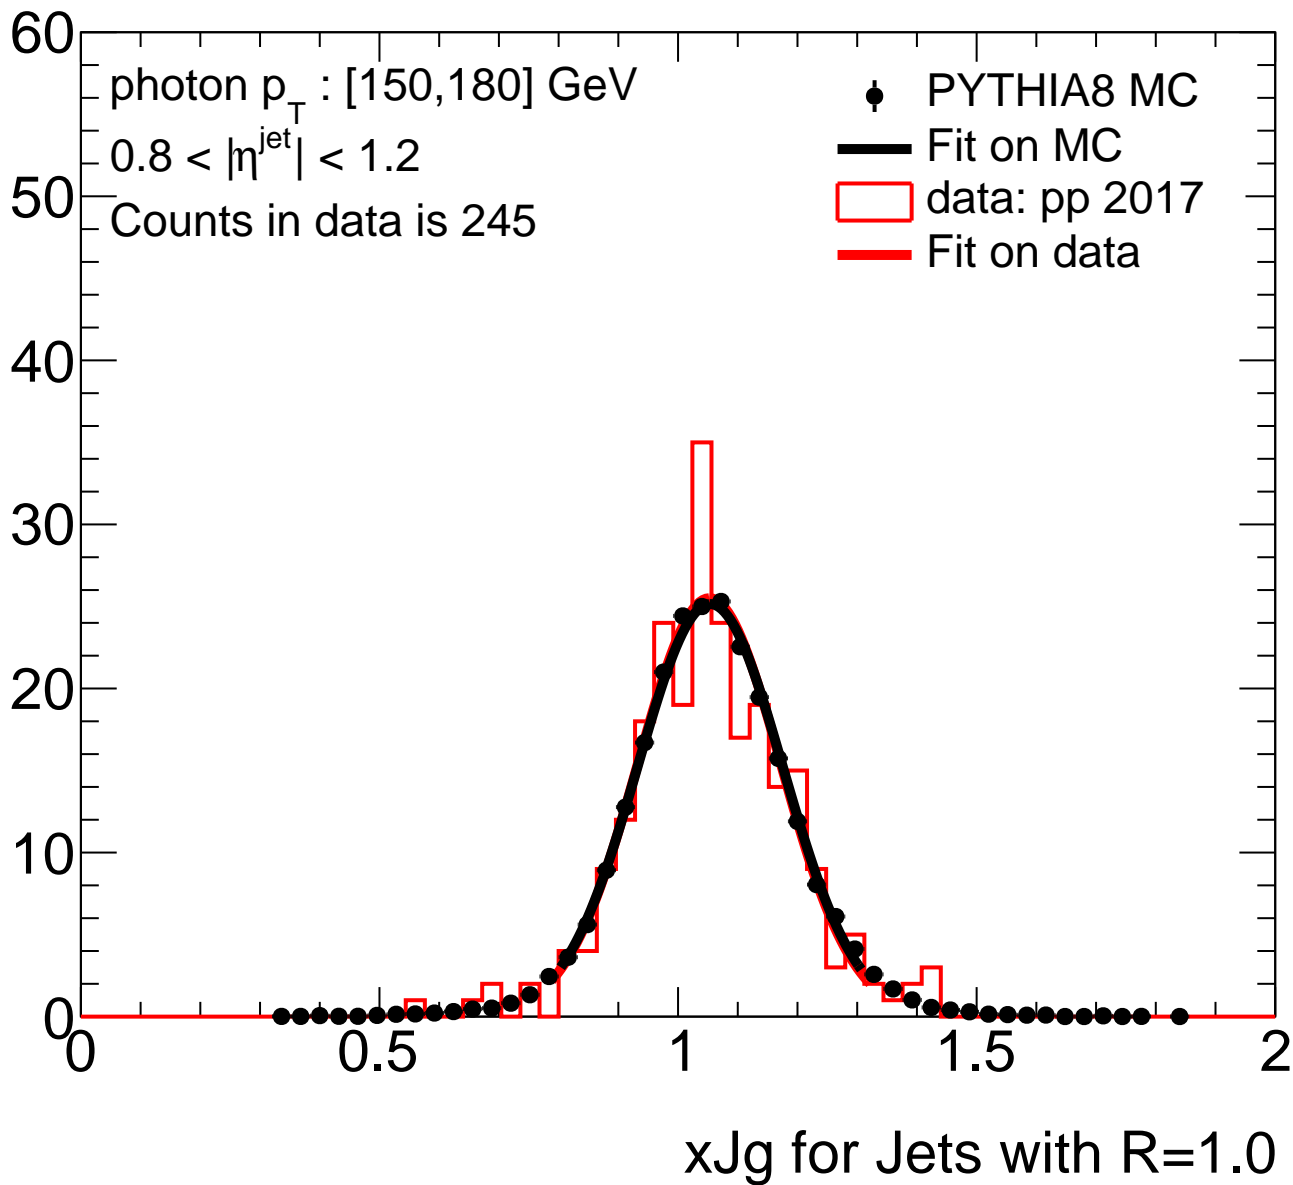 60
50
40
30
20
10
0
photon p_T : [150,180] GeV
0.8 < |η^jet| < 1.2
Counts in data is 245
PYTHIA8 MC
Fit on MC
data: pp 2017
Fit on data
0 0.5 1 1.5 2
xJg for Jets with R=1.0